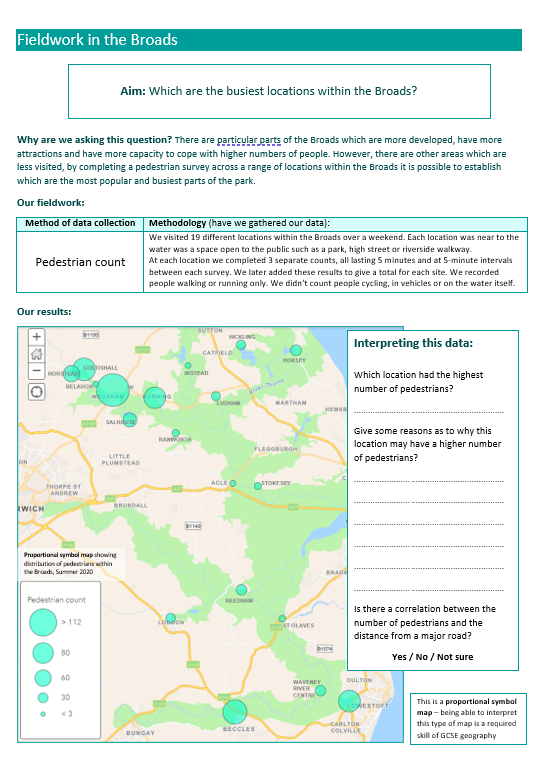 Fieldwork in the Broads
Aim: Which are the busiest locations within the Broads?
Why are we asking this question? There are particular parts of the Broads which are more developed, have more
attractions and have more capacity to cope with higher numbers of people. However, there are other areas which are
less visited, by completing a pedestrian survey across a range of locations within the Broads it is possible to establish
which are the most popular and busiest parts of the park.
Our fieldwork:
Method of data collection
Methodology (have we gathered our data):
Pedestrian count
We visited 19 different locations within the Broads over a weekend. Each location was near to the
water was a space open to the public such as a park, high street or riverside walkway.
At each location we completed 3 separate counts, all lasting 5 minutes and at 5-minute intervals
between each survey. We later added these results to give a total for each site. We recorded
people walking or running only. We didn't count people cycling, in vehicles or on the water itself.
Our results:
SUTTON
B1150
HICKLING
CATFIELD
HORSEY
COLTISHALL
HORSTEAD
IRSTEAD
BELAUGH
River Thurne
WROXHAM
HORNING
LUDHAM
MARTHAM
HEMSB
SALHOUSE
RANWORTH
FLEGGBURGH
LITTLE
PLUMSTEAD
THORPE ST
ANDREW
ACLE
STOKESBY
BRUNDALL
RWICH
B1140
BRADW
REEDHAM
LODDON
ST OLAVES
B1074
WAVENEY
RIVER
CENTRE
OULTON
LOWESTOFT
CARLTON
COLVILLE
BECCLES
BUNGAY
Proportional symbol map showing
distribution of pedestrians within
the Broads, Summer 2020
Pedestrian count
> 112
80
60
30
< 3
Interpreting this data:
Which location had the highest
number of pedestrians?
Give some reasons as to why this
location may have a higher number
of pedestrians?
Is there a correlation between the
number of pedestrians and the
distance from a major road?
Yes / No / Not sure
This is a proportional symbol
map – being able to interpret
this type of map is a required
skill of GCSE geography